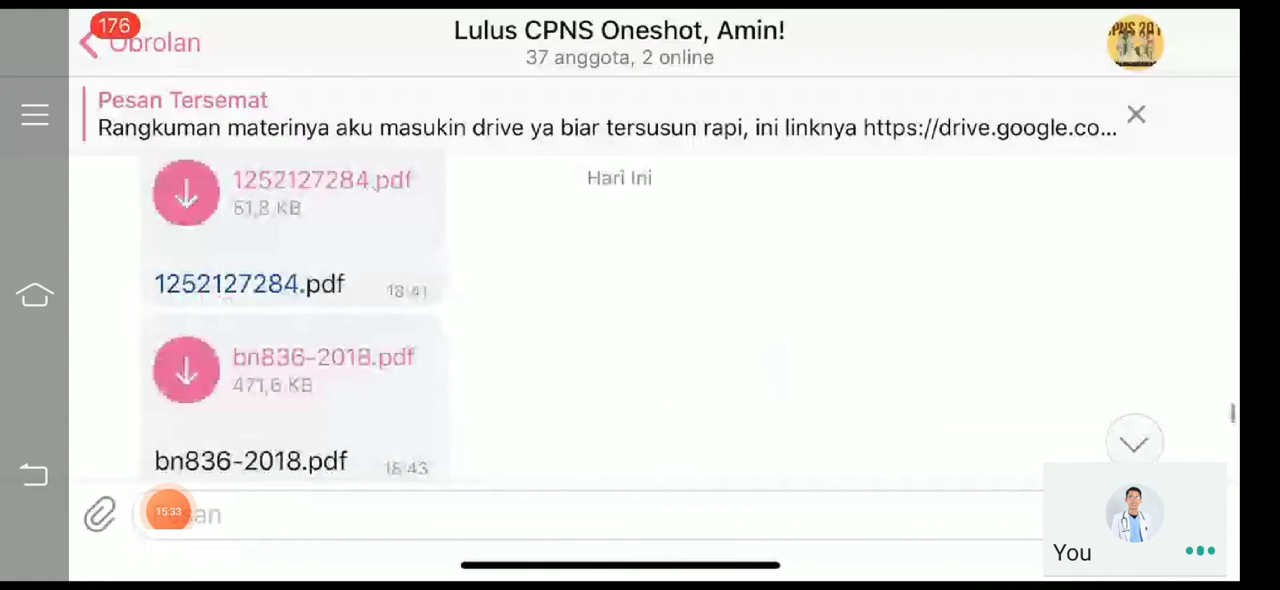 176
Obrolan
Lulus CPNS Oneshot, Amin!
37 anggota, 2 online
Pesan Tersemat
Rangkuman materinya aku masukin drive ya biar tersusun rapi, ini linknya https://drive.google.co...
Hari Ini
1252127284.pdf
61,8 KB
1252127284.pdf
18.41
bn836-2018.pdf
471,6 KB
bn836-2018.pdf
18.43
15:33
You